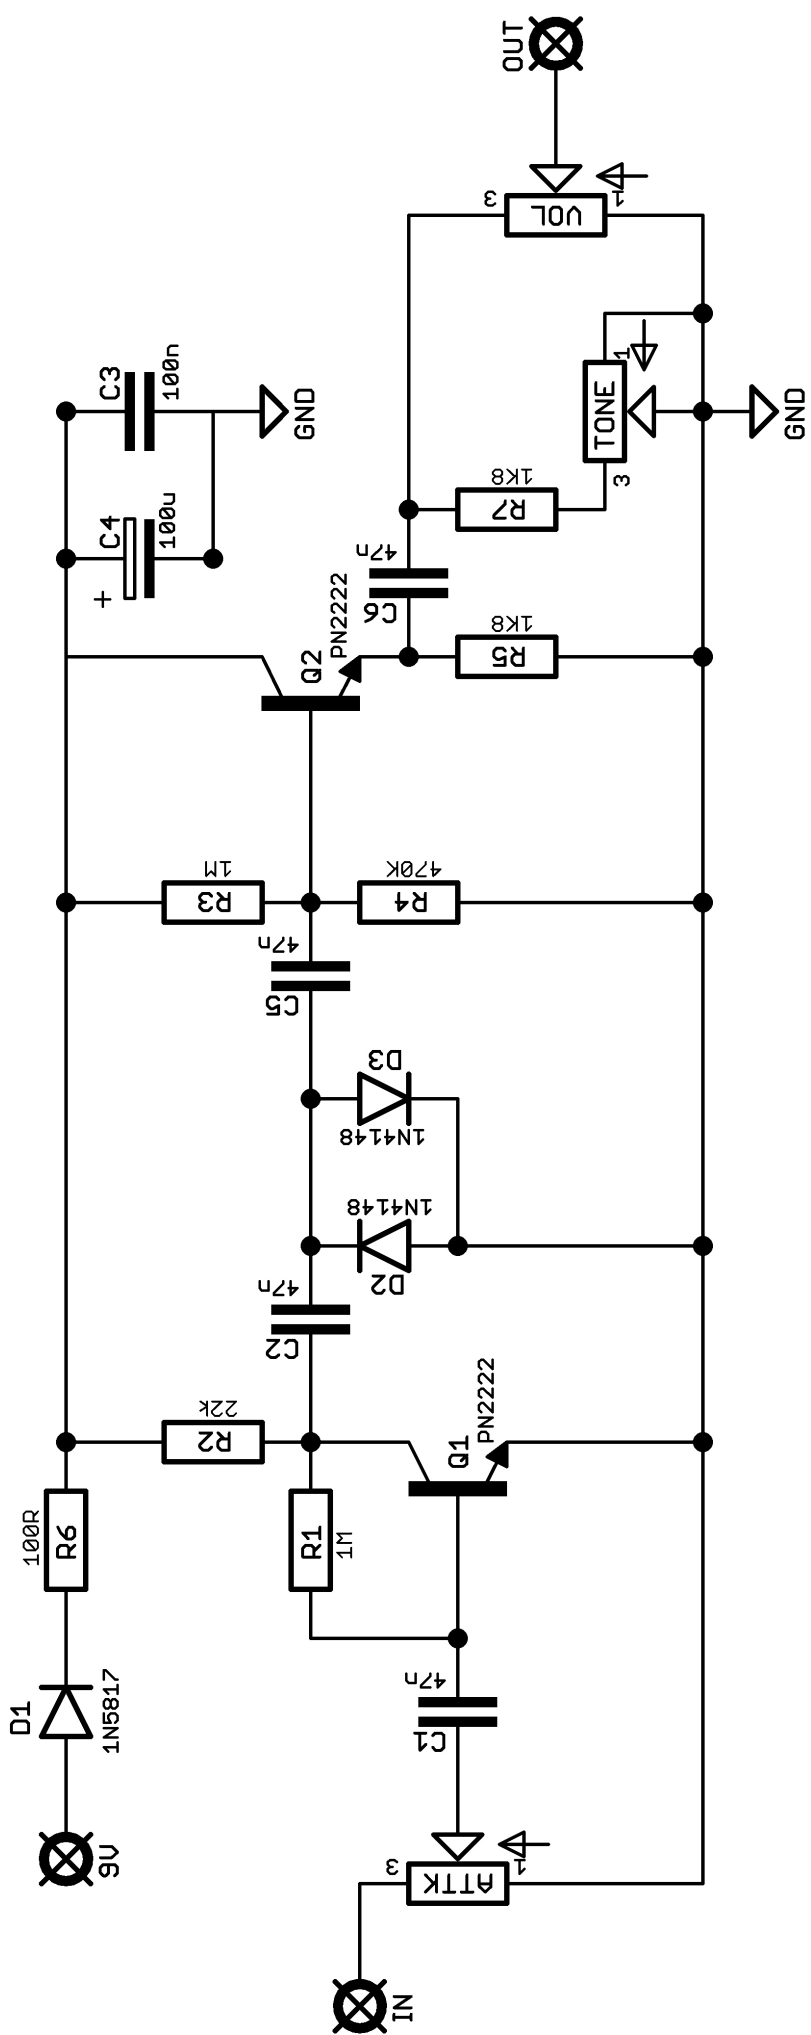 9V
D1
1N5817
R6
100R
R2
22k
R1
1M
IN
ATTK
3
1
C1
47n
Q1
PN2222
C2
47n
D2
1N4148
D3
1N4148
C5
47n
R3
1M
R4
470K
Q2
PN2222
C4
+
100u
C3
100n
GND
C6
47n
R5
1K8
R7
1K8
TONE
3
1
GND
VOL
3
1
OUT